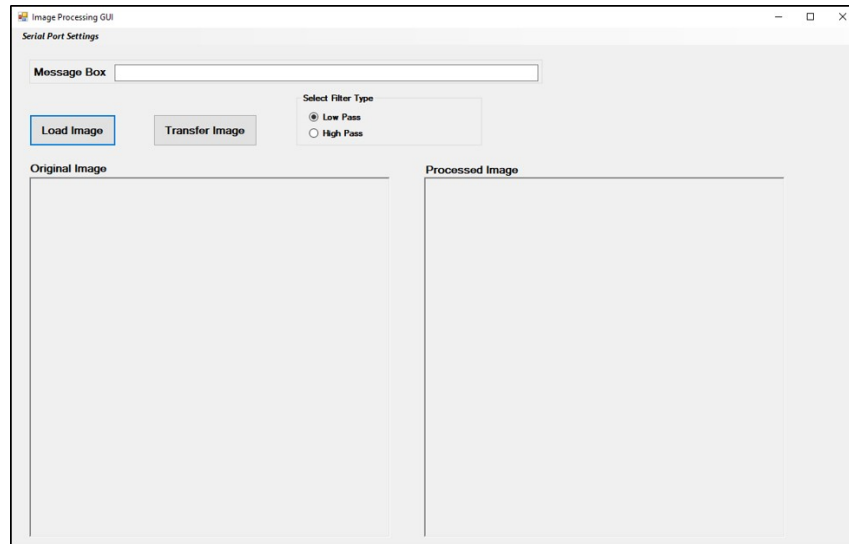 Image Processing GUI
Serial Port Settings
Message Box
Select Filter Type
Low Pass
High Pass
Load Image
Transfer Image
Original Image
Processed Image